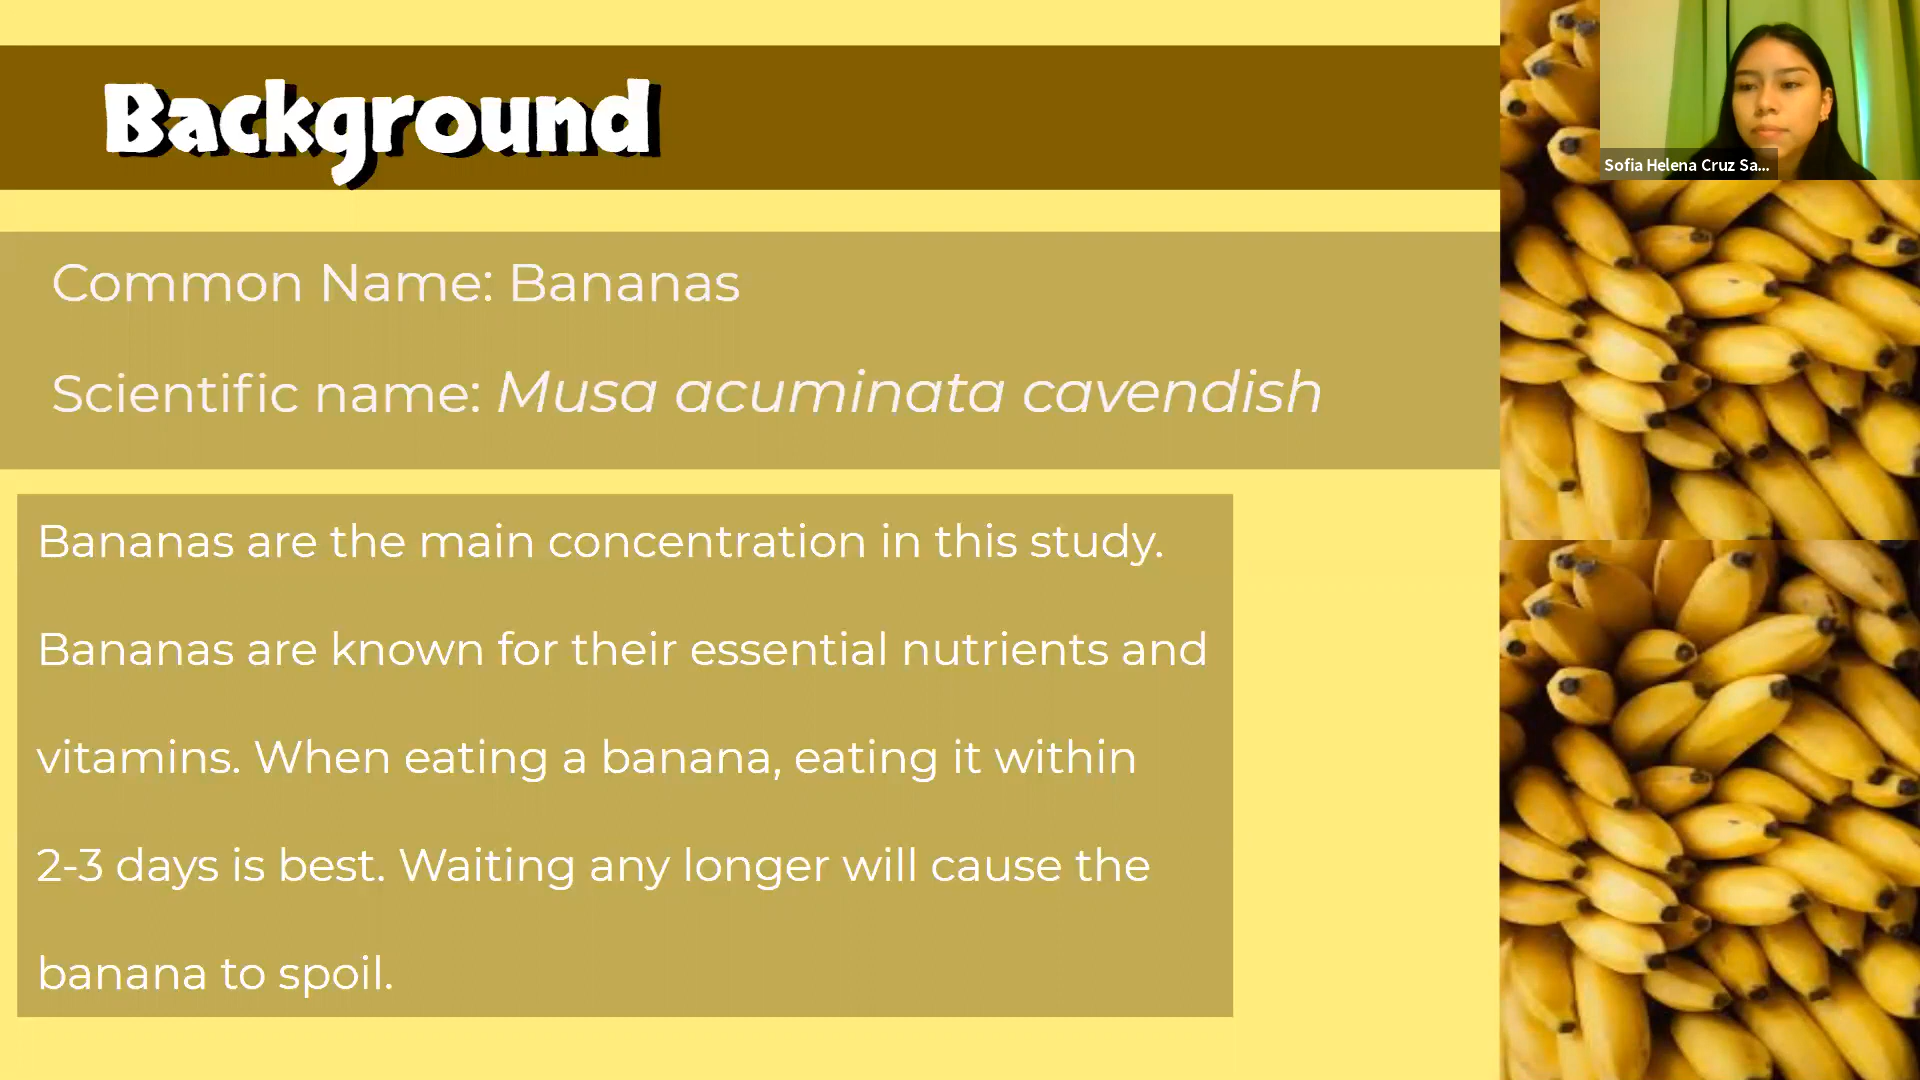 Background
Sofia Helena Cruz Sa...
Common Name: Bananas
Scientific name: Musa acuminata cavendish
Bananas are the main concentration in this study.
Bananas are known for their essential nutrients and
vitamins. When eating a banana, eating it within
2-3 days is best. Waiting any longer will cause the
banana to spoil.